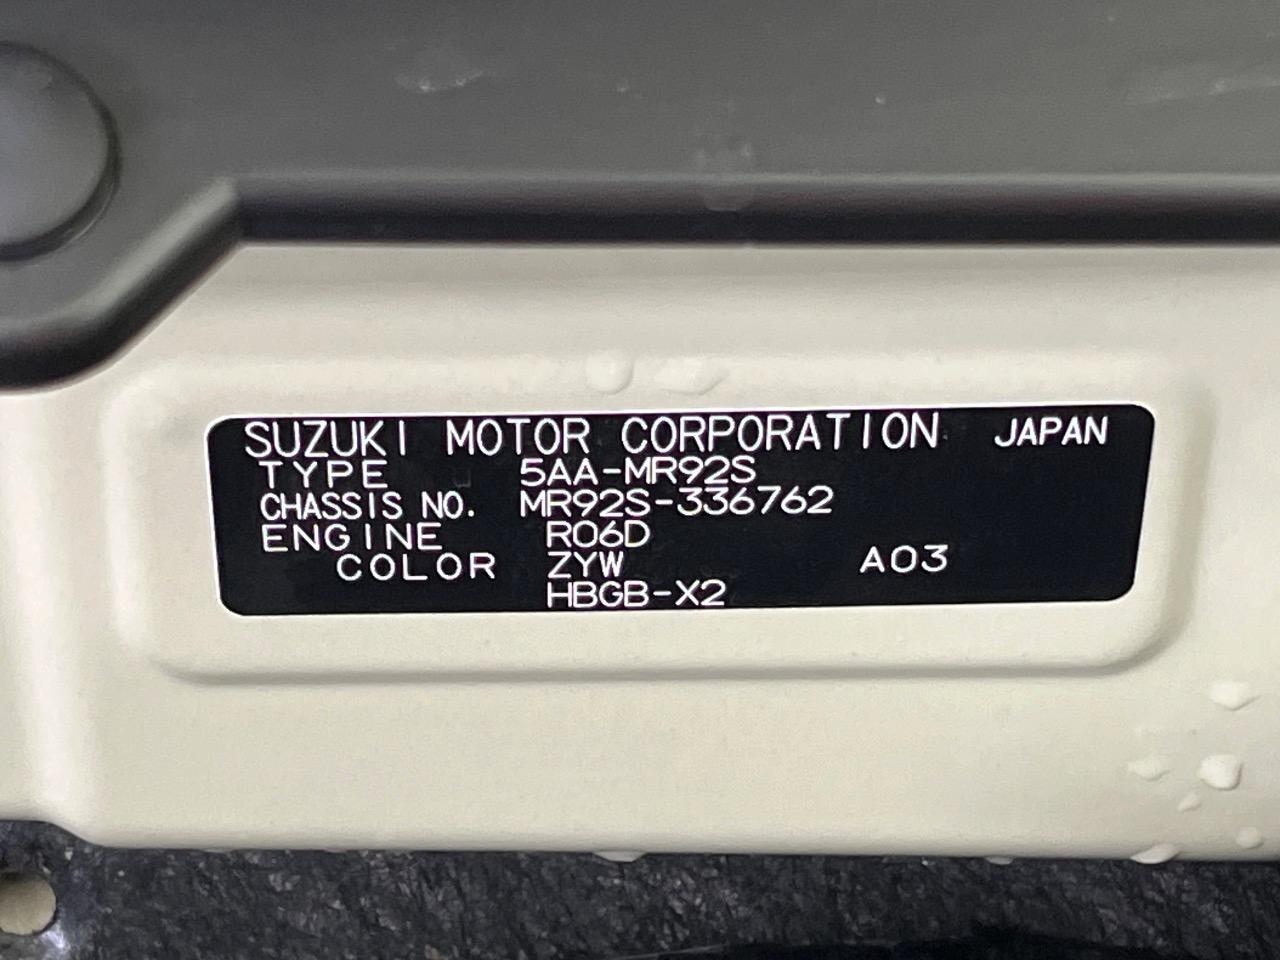 SUZUKI MOTOR CORPORATION JAPAN
TYPE 5AA-MR92S
CHASSIS NO. MR92S-336762
ENGINE R06D
COLOR ZYW A03
HBGB-X2